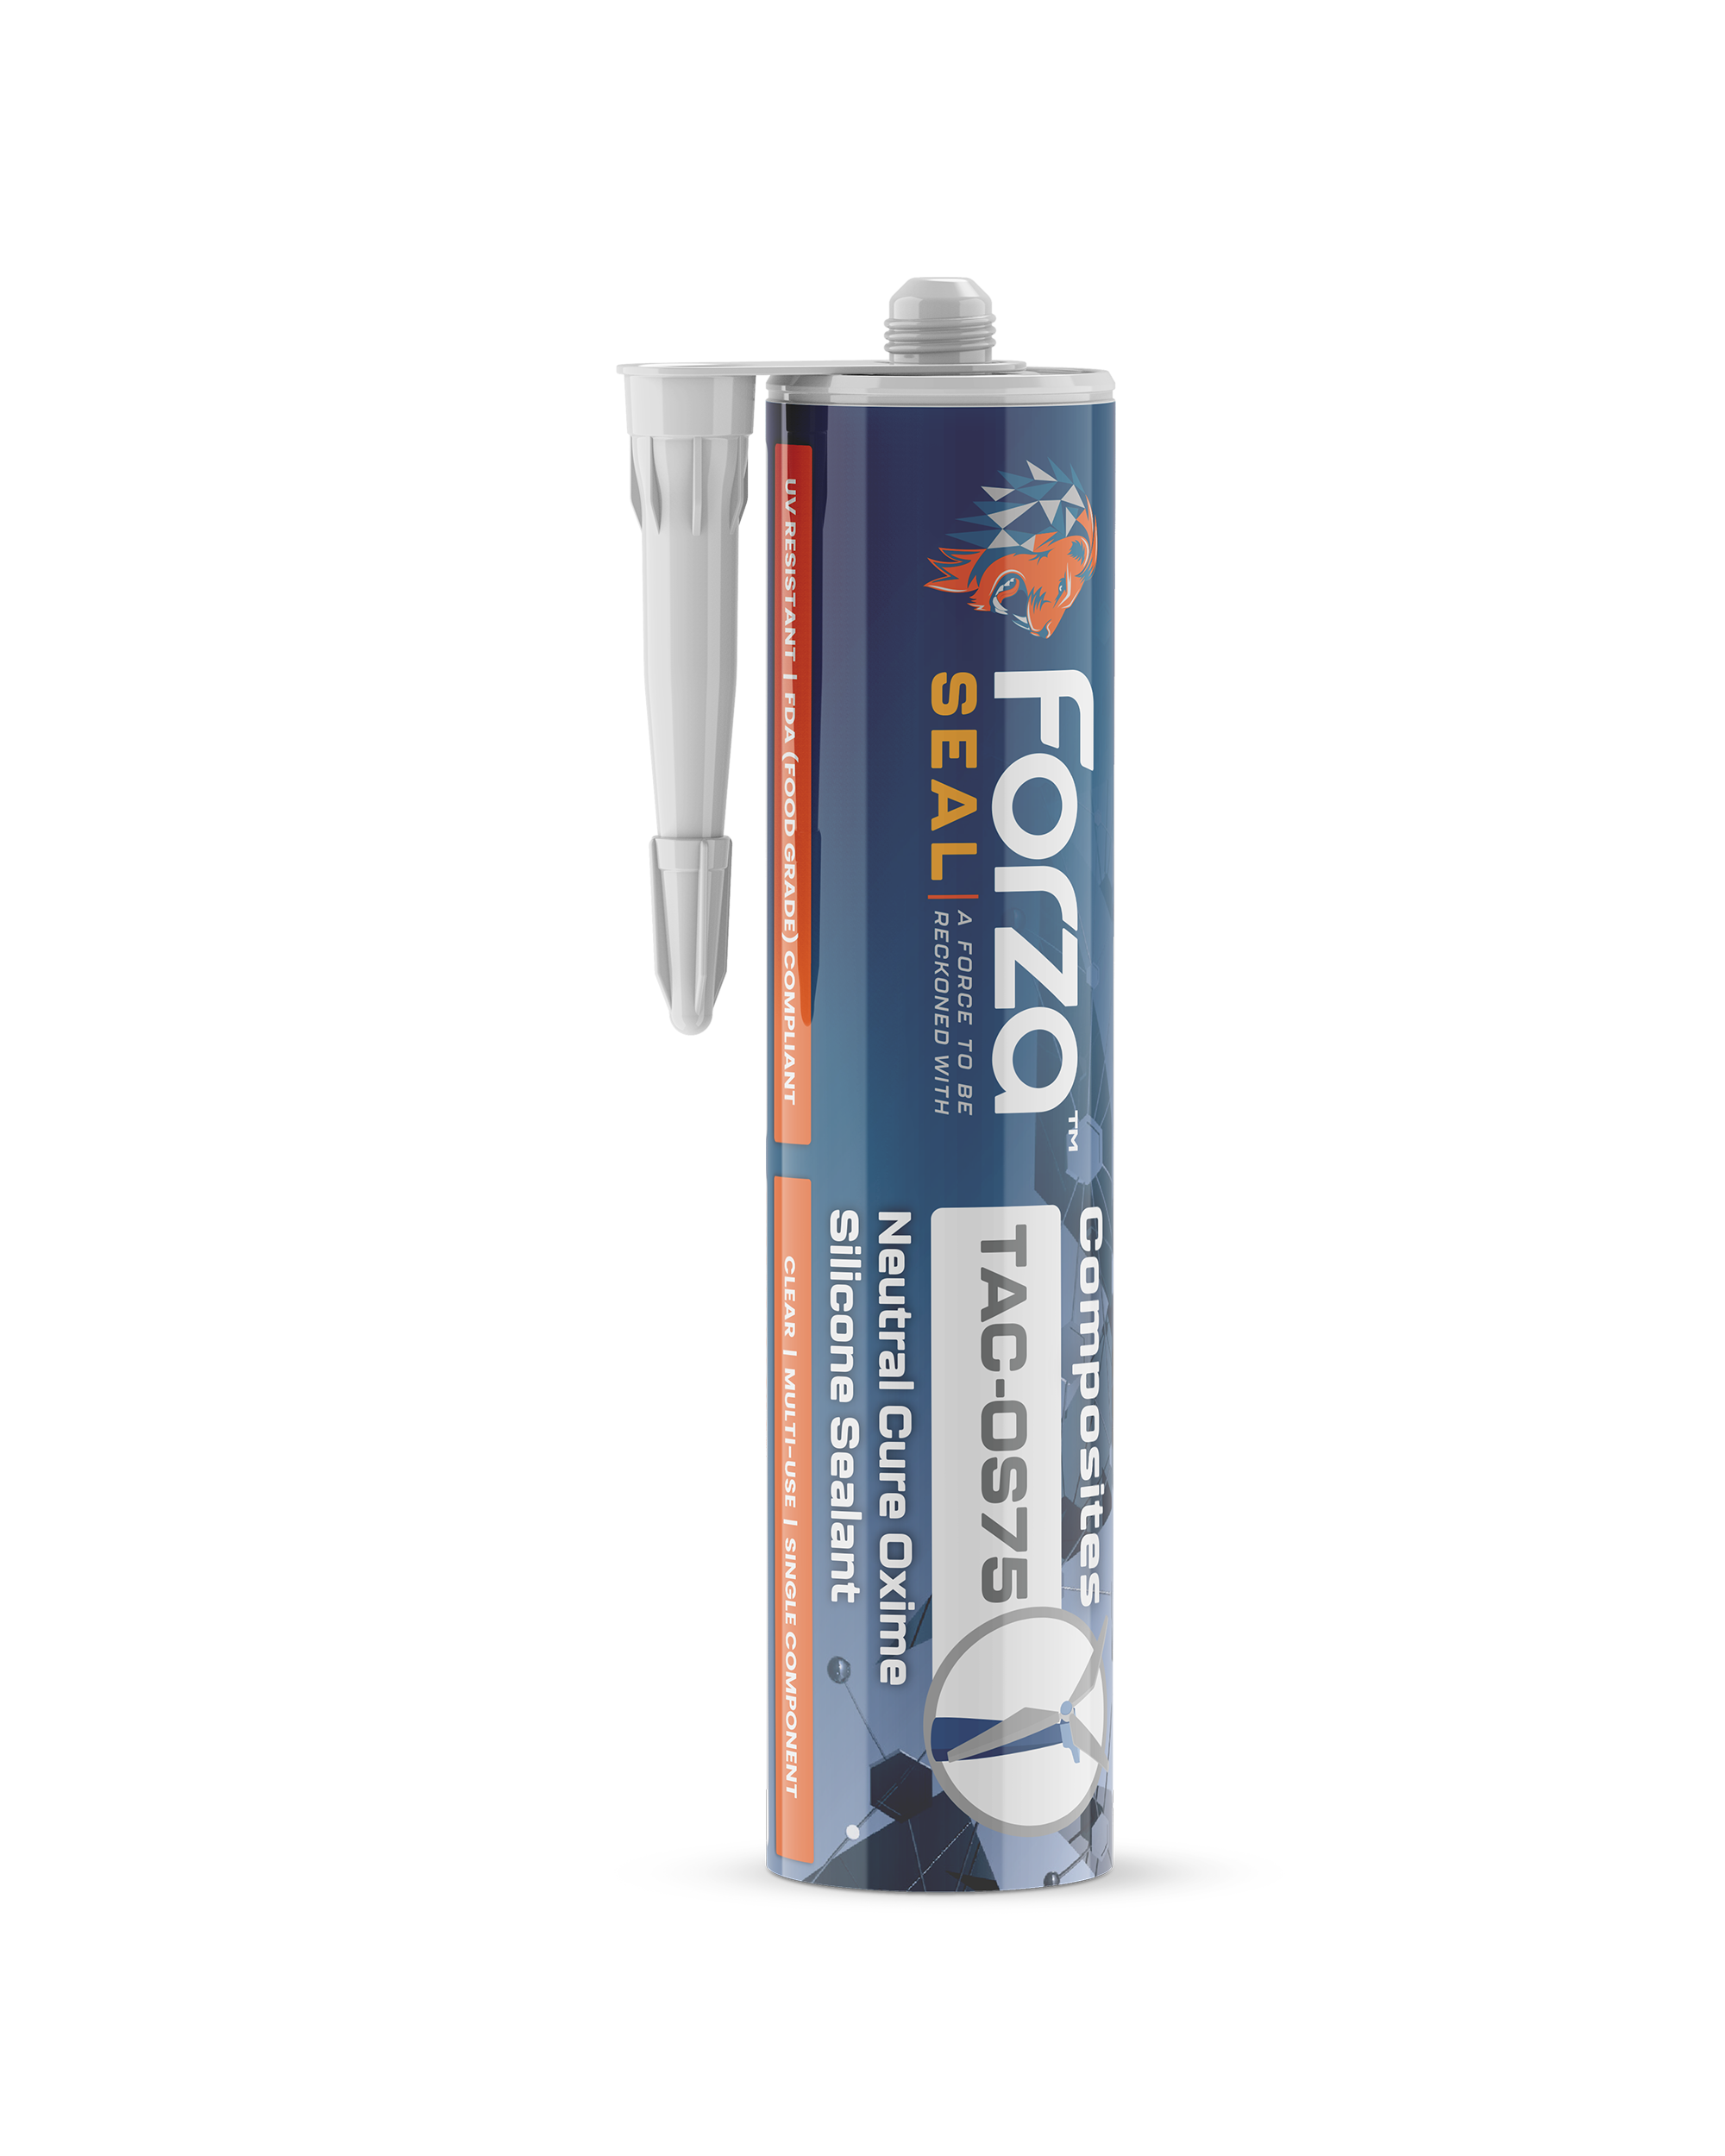 Forza™
SEAL
A FORCE TO BE
RECKONED WITH
Composites
TAC-OS75
Neutral Cure Oxime
Silicone Sealant
UV RESISTANT | FDA (FOOD GRADE) COMPLIANT
CLEAR | MULTI-USE | SINGLE COMPONENT